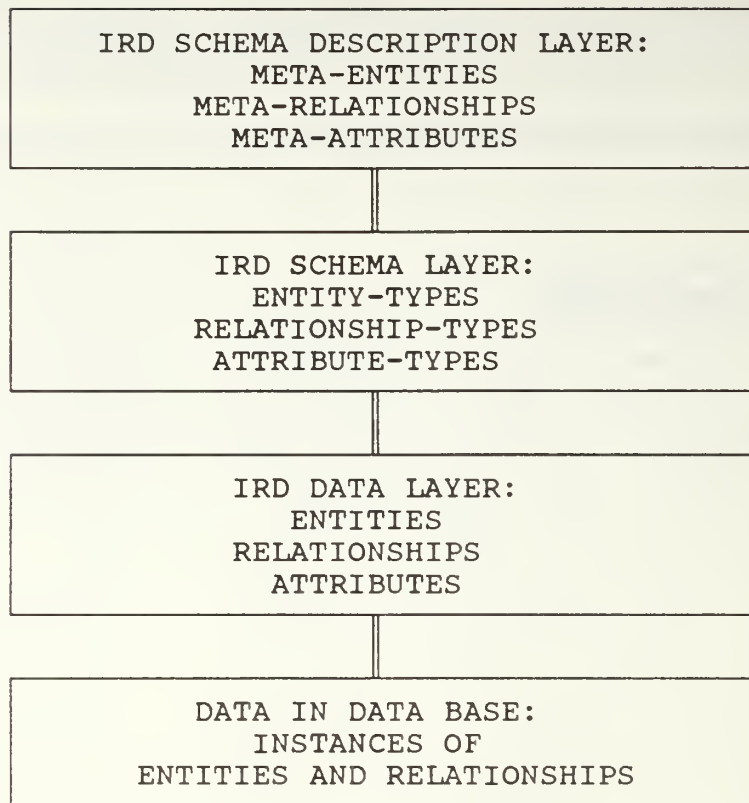 IRD SCHEMA DESCRIPTION LAYER:
META-ENTITIES
META-RELATIONSHIPS
META-ATTRIBUTES
IRD SCHEMA LAYER:
ENTITY-TYPES
RELATIONSHIP-TYPES
ATTRIBUTE-TYPES
IRD DATA LAYER:
ENTITIES
RELATIONSHIPS
ATTRIBUTES
DATA IN DATA BASE:
INSTANCES OF
ENTITIES AND RELATIONSHIPS